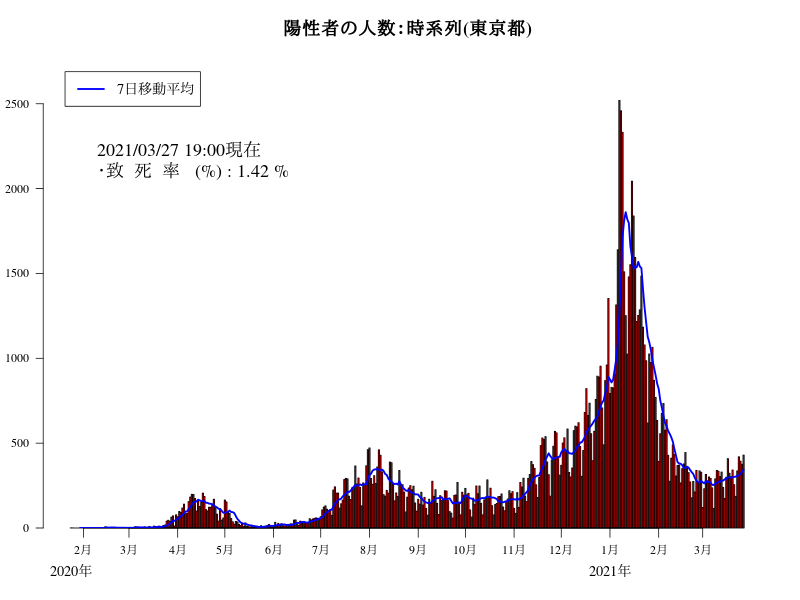 陽性者の人数:時系列(東京都)
7日移動平均
2021/03/27 19:00現在
・致 死 率 (%) : 1.42 %
2500
2000
1500
1000
500
0
2月 3月 4月 5月 6月 7月 8月 9月 10月 11月 12月 1月 2月 3月
2020年 2021年